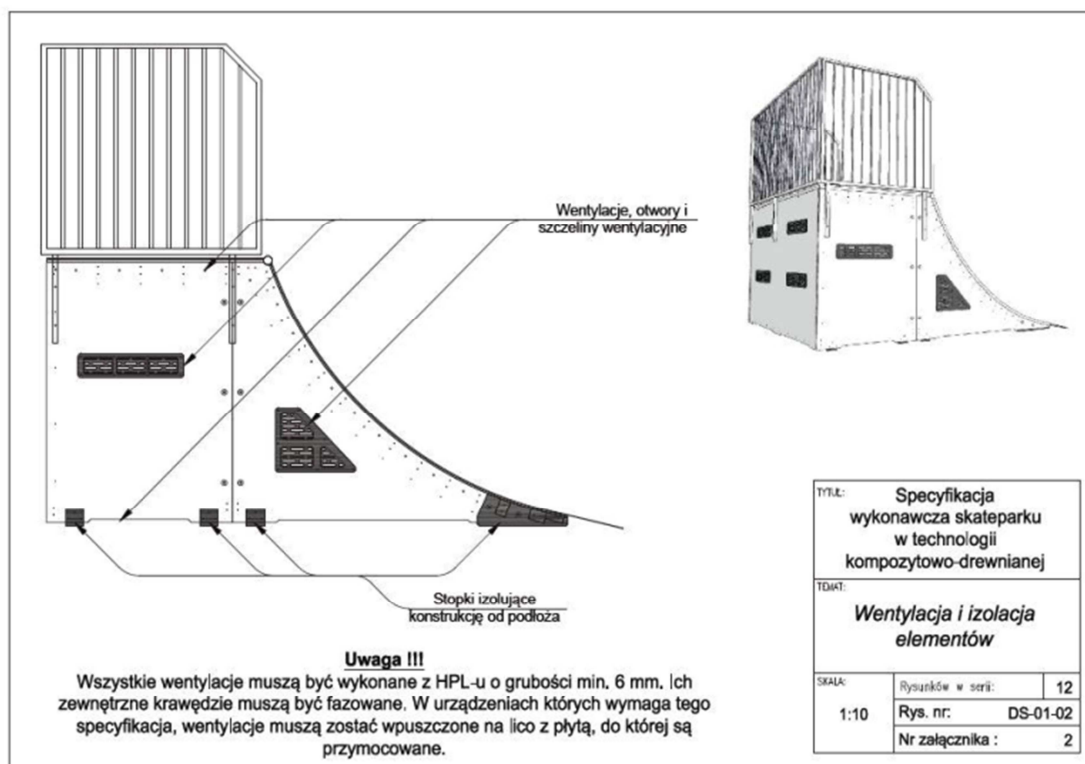 Wentylacje, otwory i
szczeliny wentylacyjne
Stopki izolujące
konstrukcję od podłoża
Uwaga !!!
Wszystkie wentylacje muszą być wykonane z HPL-u o grubości min. 6 mm. Ich
zewnętrzne krawędzie muszą być fazowane. W urządzeniach których wymaga tego
specyfikacja, wentylacje muszą zostać wpuszczone na lico z płytą, do której są
przymocowane.
TYTUŁ:
Specyfikacja
wykonawcza skateparku
w technologii
kompozytowo-drewnianej
TEMAT:
Wentylacja i izolacja
elementów
SKALA:
1:10
Rysunków w serii: 12
Rys. nr: DS-01-02
Nr załącznika : 2